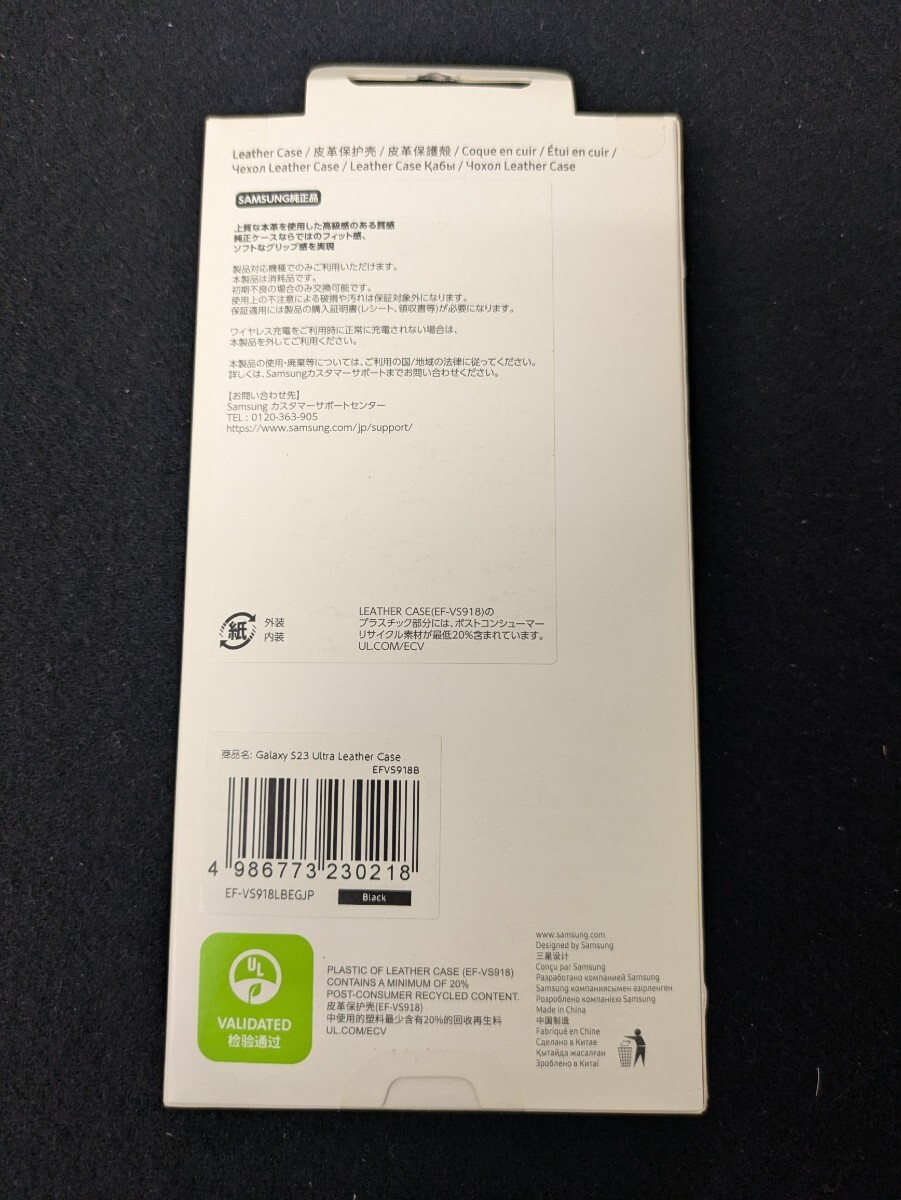 Leather Case / 皮革保护壳 / 皮革保護殼 / Coque en cuir / Étui en cuir /
Чехол Leather Case / Leather Case Қабы / Чохол Leather Case
SAMSUNG純正品
上質な本革を使用した高級感のある質感
純正ケースならではのフィット感、
ソフトなグリップ感を実現
製品対応機種でのみご利用いただけます。
本製品は消耗品です。
初期不良の場合のみ交換可能です。
使用上の不注意による破損や汚れは保証対象外になります。
保証適用には製品の購入証明書(レシート、領収書等)が必要になります。
ワイヤレス充電をご利用時に正常に充電されない場合は、
本製品を外してご利用ください。
本製品の使用・廃棄等については、ご利用の国/地域の法律に従ってください。
詳しくは、Samsungカスタマーサポートまでお問い合わせください。
【お問い合わせ先】
Samsung カスタマーサポートセンター
TEL : 0120-363-905
https://www.samsung.com/jp/support/
紙
外装
内装
LEATHER CASE(EF-VS918)の
プラスチック部分には、ポストコンシューマー
リサイクル素材が最低20%含まれています。
UL.COM/ECV
商品名: Galaxy S23 Ultra Leather Case
EFVS918B
4 986773 230218
EF-VS918LBEGJP
Black
UL
VALIDATED
检验通过
PLASTIC OF LEATHER CASE (EF-VS918)
CONTAINS A MINIMUM OF 20%
POST-CONSUMER RECYCLED CONTENT.
皮革保护壳(EF-VS918)
中使用的塑料最少含有20%的回收再生料
UL.COM/ECV
www.samsung.com
Designed by Samsung
三星设计
Conçu par Samsung
Разработано компанией Samsung
Samsung компаниясымен әзірленген
Розроблено компанією Samsung
Made in China
中国制造
Fabriqué en Chine
Сделано в Китае
Қытайда жасалған
Зроблено в Китаї